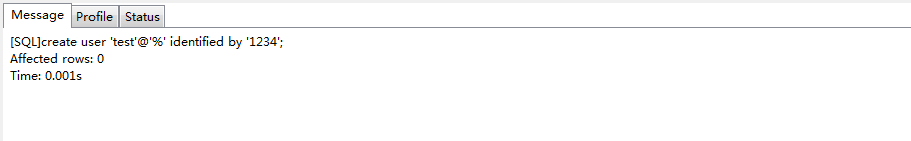 Message Profile Status
[SQL]create user 'test'@'%' identified by '1234';
Affected rows: 0
Time: 0.001s